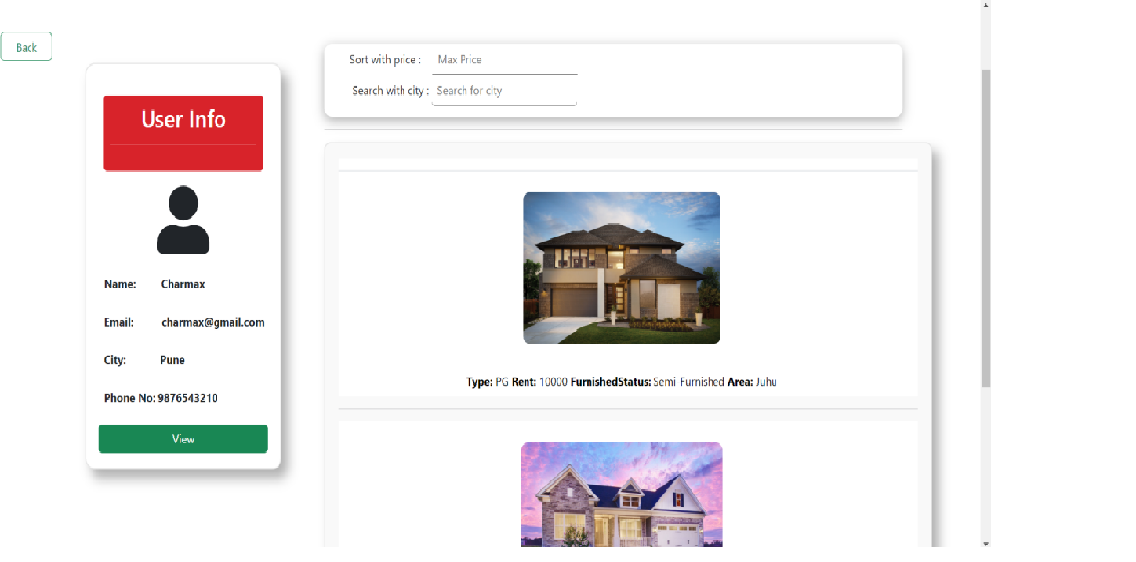 Back
User Info
Name: Charmax
Email: charmax@gmail.com
City: Pune
Phone No: 9876543210
View
Sort with price : Max Price
Search with city : Search for city
Type: PG Rent: 10000 FurnishedStatus: Semi-Furnished Area: Juhu